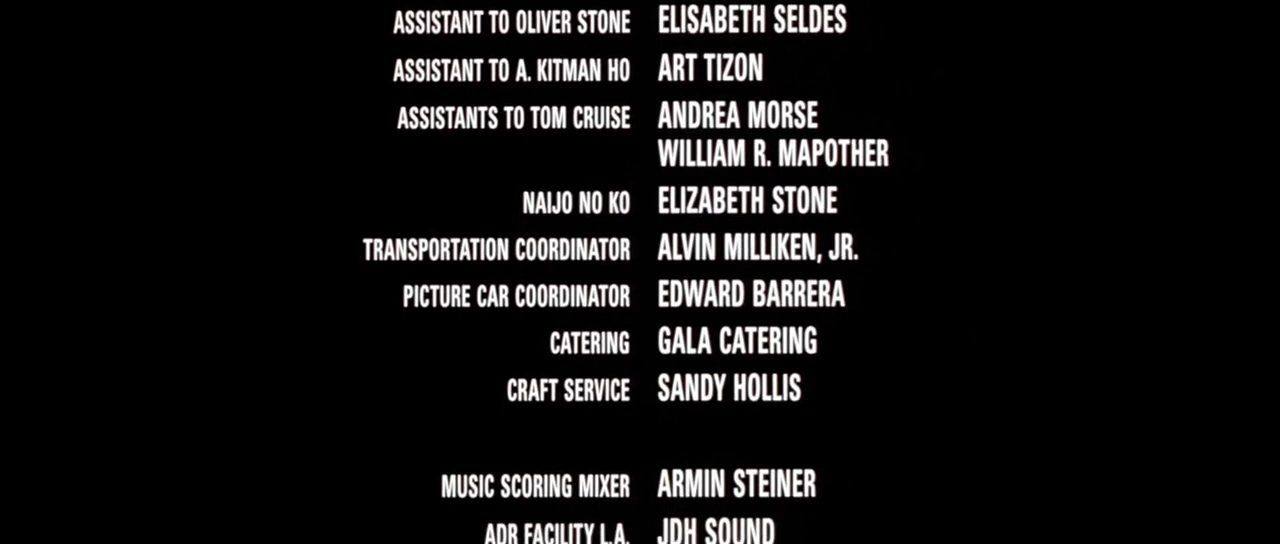 ASSISTANT TO OLIVER STONE ELISABETH SELDES
ASSISTANT TO A. KITMAN HO ART TIZON
ASSISTANTS TO TOM CRUISE ANDREA MORSE
WILLIAM R. MAPOTHER
NAIJO NO KO ELIZABETH STONE
TRANSPORTATION COORDINATOR ALVIN MILLIKEN, JR.
PICTURE CAR COORDINATOR EDWARD BARRERA
CATERING GALA CATERING
CRAFT SERVICE SANDY HOLLIS
MUSIC SCORING MIXER ARMIN STEINER
ADR FACILITY L.A. JDH SOUND